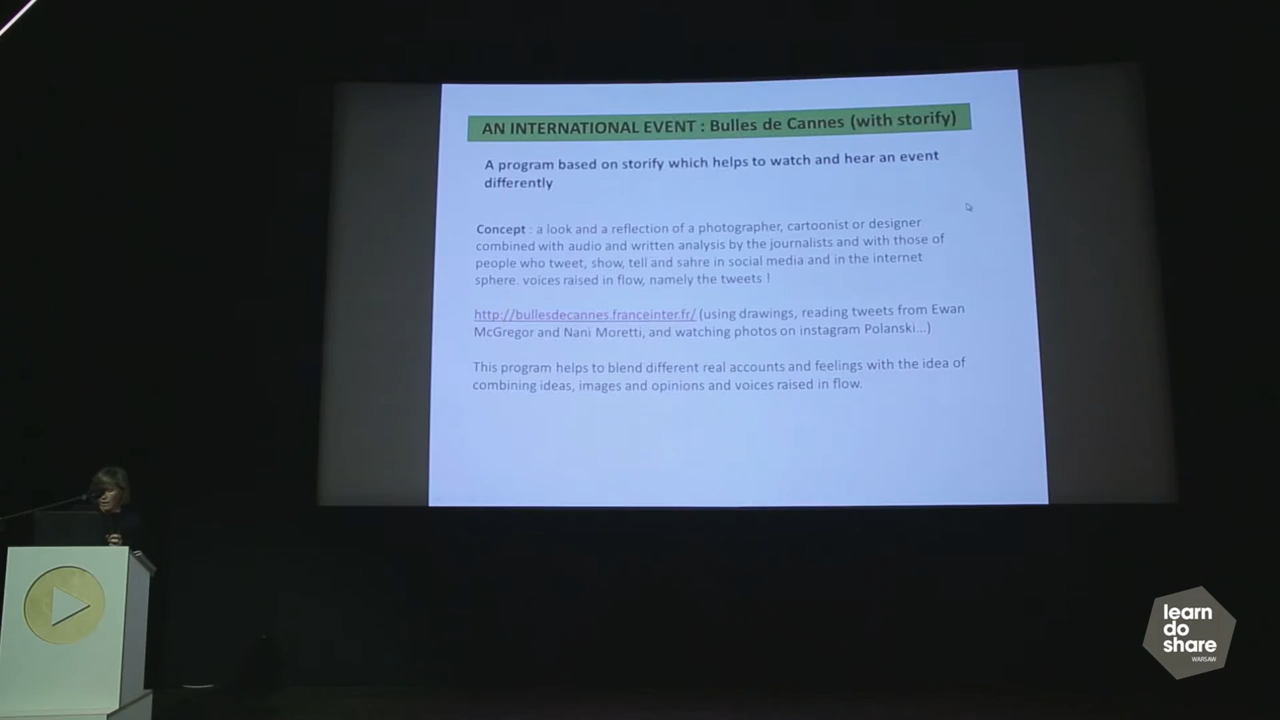 AN INTERNATIONAL EVENT : Bulles de Cannes (with storify)
A program based on storify which helps to watch and hear an event
differently
Concept : a look and a reflection of a photographer, cartoonist or designer
combined with audio and written analysis by the journalists and with those of
people who tweet, show, tell and sahre in social media and in the internet
sphere. voices raised in flow, namely the tweets !
http://bullesdecannes.franceinter.fr/ (using drawings, reading tweets from Ewan
McGregor and Nani Moretti, and watching photos on instagram Polanski...)
This program helps to blend different real accounts and feelings with the idea of
combining ideas, images and opinions and voices raised in flow.
learn
do
share
WARSAW